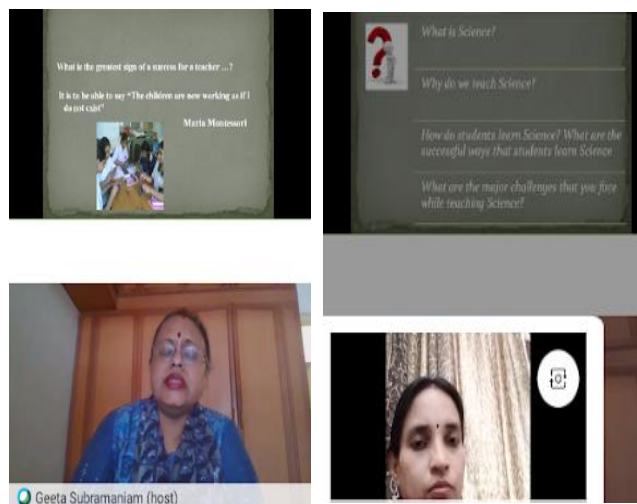 What is the greatest sign of a success for a teacher ...?
It is to be able to say "The children are now working as if I
do not exist"
Maria Montessori
What is Science?
Why do we teach Science?
How do students learn Science? What are the
successful ways that students learn Science
What are the major challenges that you face
while teaching Science?
Geeta Subramaniam (host)